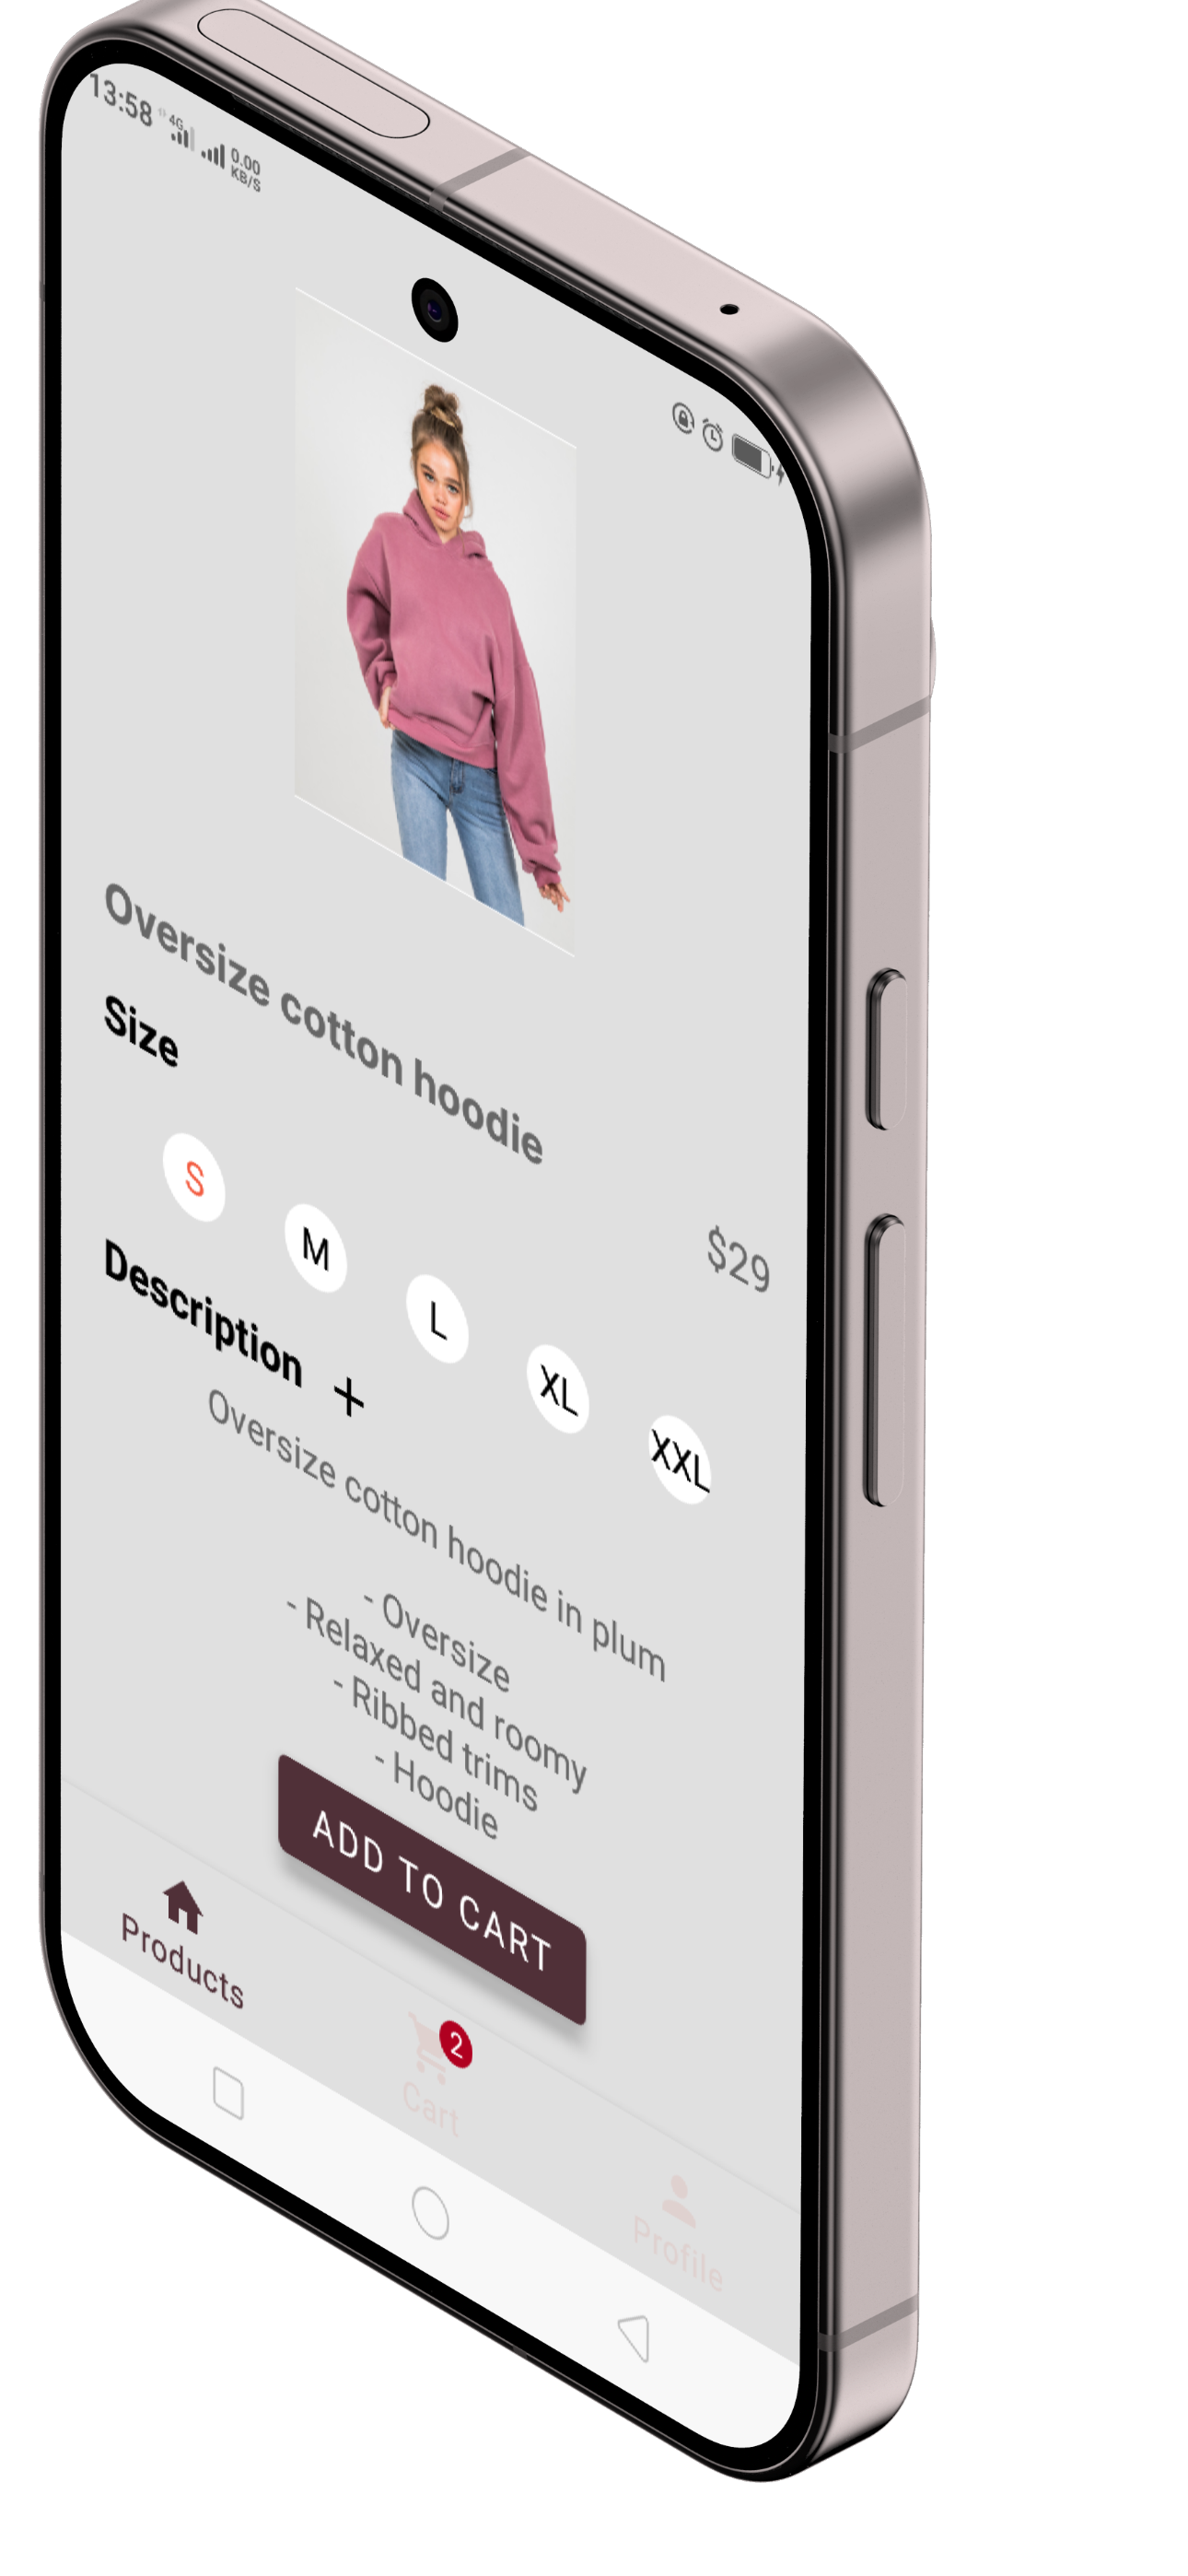 13:58 4G 0.00 KB/S
Oversize cotton hoodie
$29
Size
S M L XL XXL
Description +
Oversize cotton hoodie in plum
- Oversize
- Relaxed and roomy
- Ribbed trims
- Hoodie
ADD TO CART
Products
2
Cart
Profile